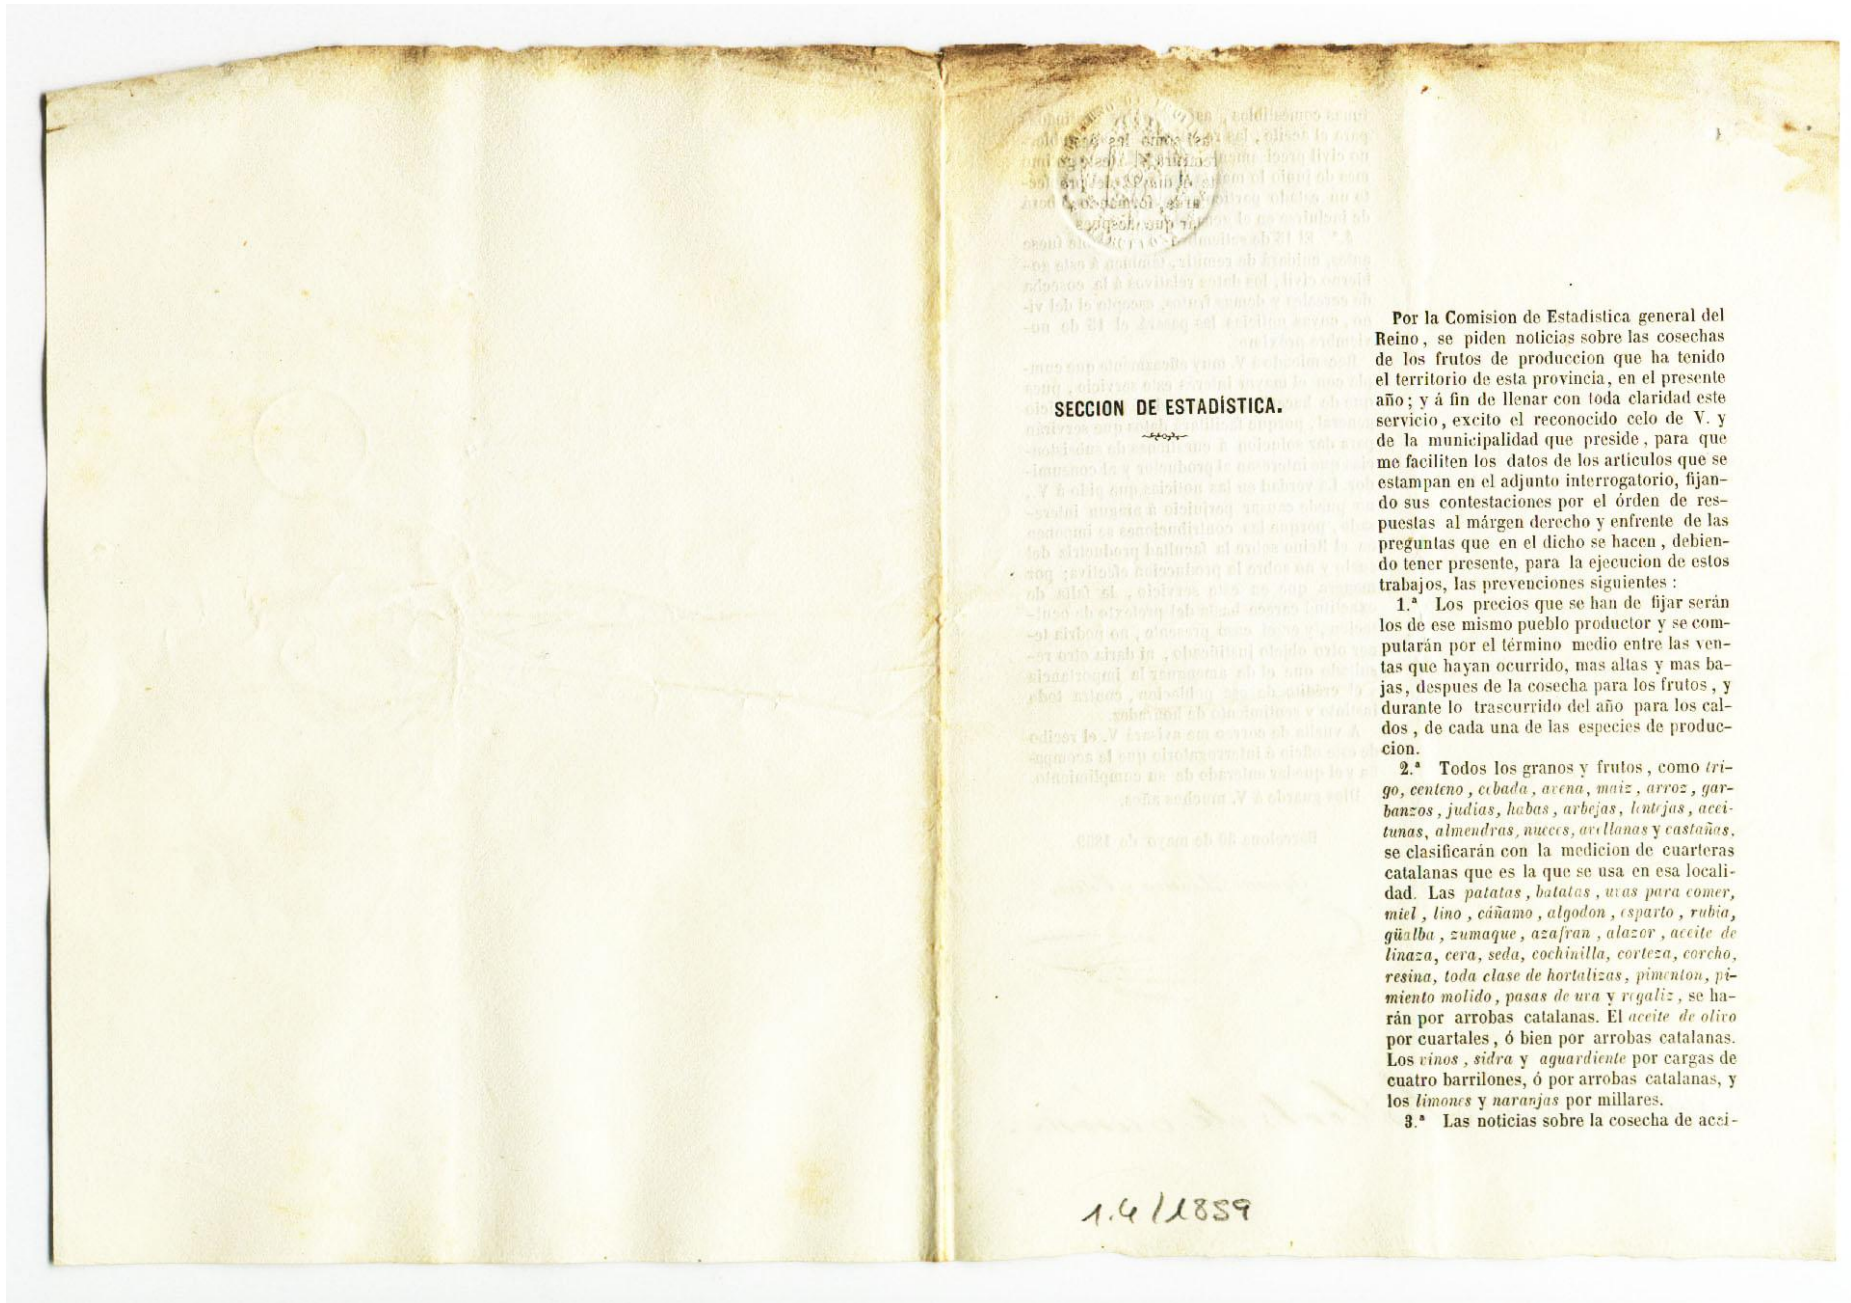 SECCION DE ESTADÍSTICA.
Por la Comision de Estadística general del
Reino, se piden noticias sobre las cosechas
de los frutos de produccion que ha tenido
el territorio de esta provincia, en el presente
año; y á fin de llenar con toda claridad este
servicio, excito el reconocido celo de V. y
de la municipalidad que preside, para que
me faciliten los datos de los artículos que se
estampan en el adjunto interrogatorio, fijan-
do sus contestaciones por el órden de res-
puestas al márgen derecho y enfrente de las
preguntas que en el dicho se hacen, debien-
do tener presente, para la ejecucion de estos
trabajos, las prevenciones siguientes:
1.ª Los precios que se han de fijar serán
los de ese mismo pueblo productor y se com-
putarán por el término medio entre las ven-
tas que hayan ocurrido, mas altas y mas ba-
jas, despues de la cosecha para los frutos, y
durante lo trascurrido del año para los cal-
dos, de cada una de las especies de produc-
cion.
2.ª Todos los granos y frutos, como tri-
go, centeno, cebada, avena, maiz, arroz, gar-
banzos, judías, habas, arbejas, lentejas, acei-
tunas, almendras, nueces, avellanas y castañas,
se clasificarán con la medicion de cuarteras
catalanas que es la que se usa en esa locali-
dad. Las patatas, batatas, uvas para comer,
miel, lino, cáñamo, algodon, esparto, rubia,
güalba, zumaque, azafran, alazor, aceite de
linaza, cera, seda, cochinilla, corteza, corcho,
resina, toda clase de hortalizas, pimenton, pi-
miento molido, pasas de uva y regaliz, se ha-
rán por arrobas catalanas. El aceite de olivo
por cuartales, ó bien por arrobas catalanas.
Los vinos, sidra y aguardiente por cargas de
cuatro barrilones, ó por arrobas catalanas, y
los limones y naranjas por millares.
3.ª Las noticias sobre la cosecha de acei-
1.4/1859